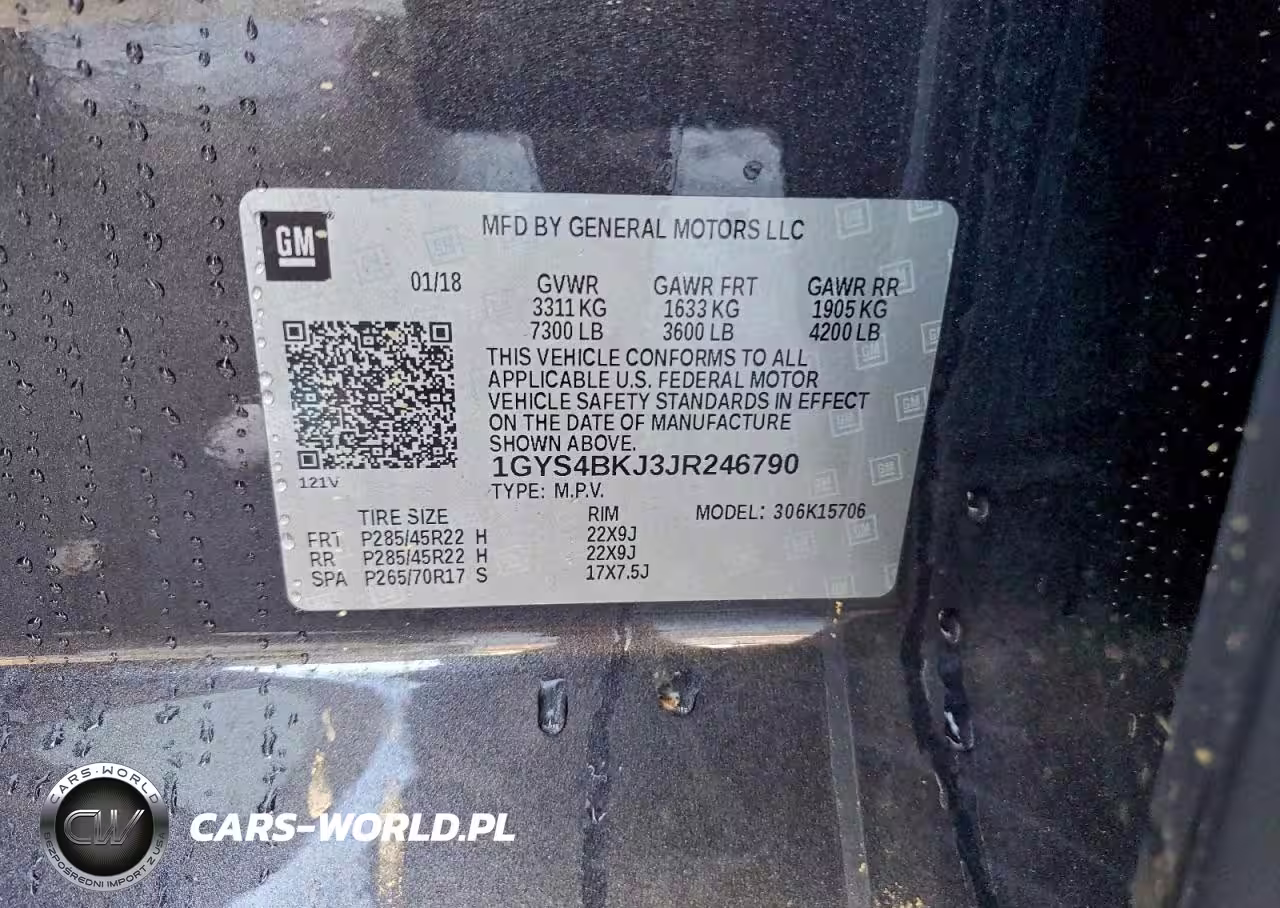 GM
MFD BY GENERAL MOTORS LLC
01/18 GVWR GAWR FRT GAWR RR
3311 KG 1633 KG 1905 KG
7300 LB 3600 LB 4200 LB
THIS VEHICLE CONFORMS TO ALL
APPLICABLE U.S. FEDERAL MOTOR
VEHICLE SAFETY STANDARDS IN EFFECT
ON THE DATE OF MANUFACTURE
SHOWN ABOVE.
1GYS4BKJ3JR246790
121V
TYPE: M.P.V.
TIRE SIZE RIM MODEL: 306K15706
FRT P285/45R22 H 22X9J
RR P285/45R22 H 22X9J
SPA P265/70R17 S 17X7.5J
CARS-WORLD
CW
BEZPOŚREDNI IMPORT Z USA
CARS-WORLD.PL